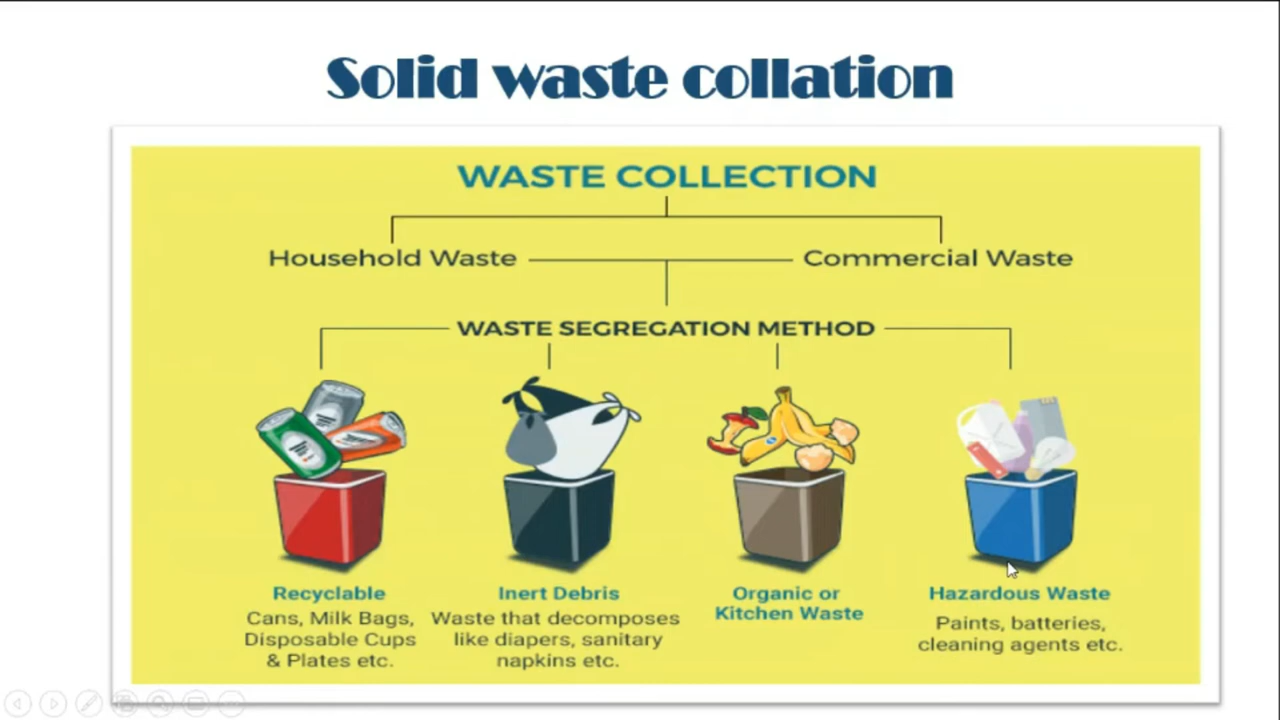 Solid waste collation
WASTE COLLECTION
Household Waste
Commercial Waste
WASTE SEGREGATION METHOD
Recyclable
Cans, Milk Bags,
Disposable Cups
& Plates etc.
Inert Debris
Waste that decomposes
like diapers, sanitary
napkins etc.
Organic or
Kitchen Waste
Hazardous Waste
Paints, batteries,
cleaning agents etc.